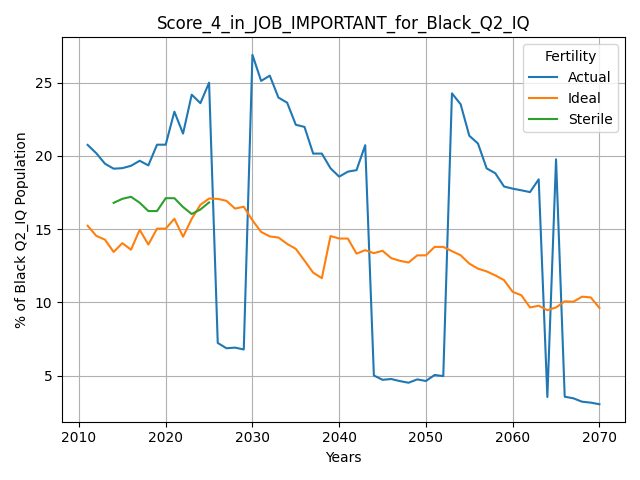 Score_4_in_JOB_IMPORTANT_for_Black_Q2_IQ
Fertility
Actual
Ideal
Sterile
% of Black Q2_IQ Population
25
20
15
10
5
2010 2020 2030 2040 2050 2060 2070
Years